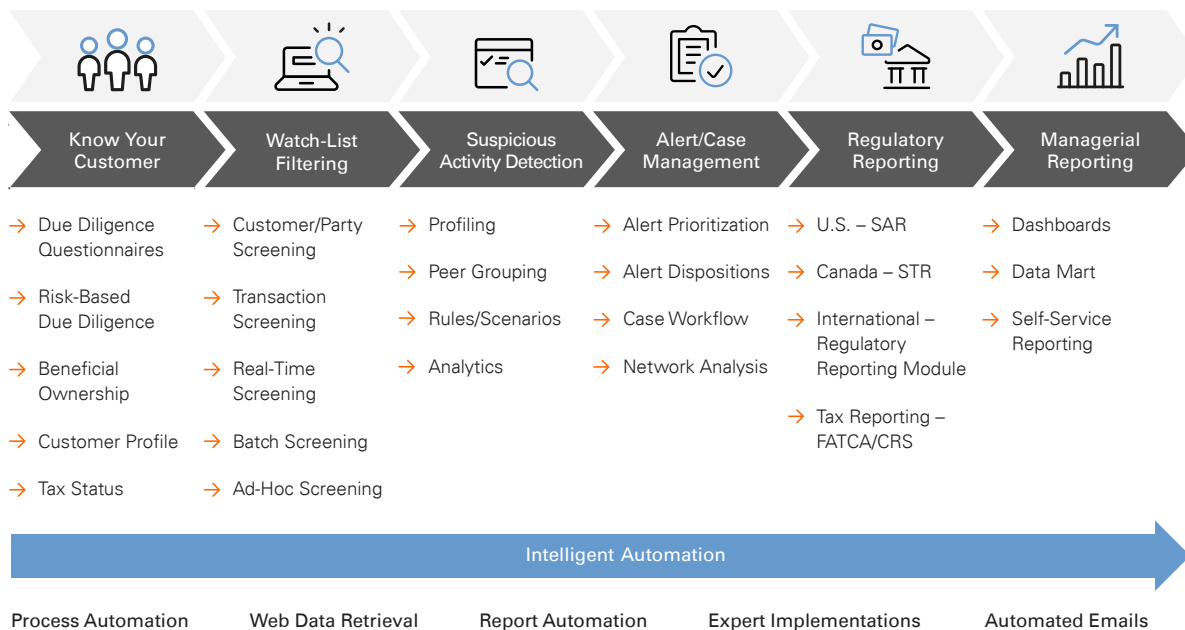 Know Your
Customer
Watch-List
Filtering
Suspicious
Activity Detection
Alert/Case
Management
Regulatory
Reporting
Managerial
Reporting
Due Diligence
Questionnaires
Risk-Based
Due Diligence
Beneficial
Ownership
Customer Profile
Tax Status
Customer/Party
Screening
Transaction
Screening
Real-Time
Screening
Batch Screening
Ad-Hoc Screening
Profiling
Peer Grouping
Rules/Scenarios
Analytics
Alert Prioritization
Alert Dispositions
Case Workflow
Network Analysis
U.S. – SAR
Canada – STR
International –
Regulatory
Reporting Module
Tax Reporting –
FATCA/CRS
Dashboards
Data Mart
Self-Service
Reporting
Intelligent Automation
Process Automation
Web Data Retrieval
Report Automation
Expert Implementations
Automated Emails